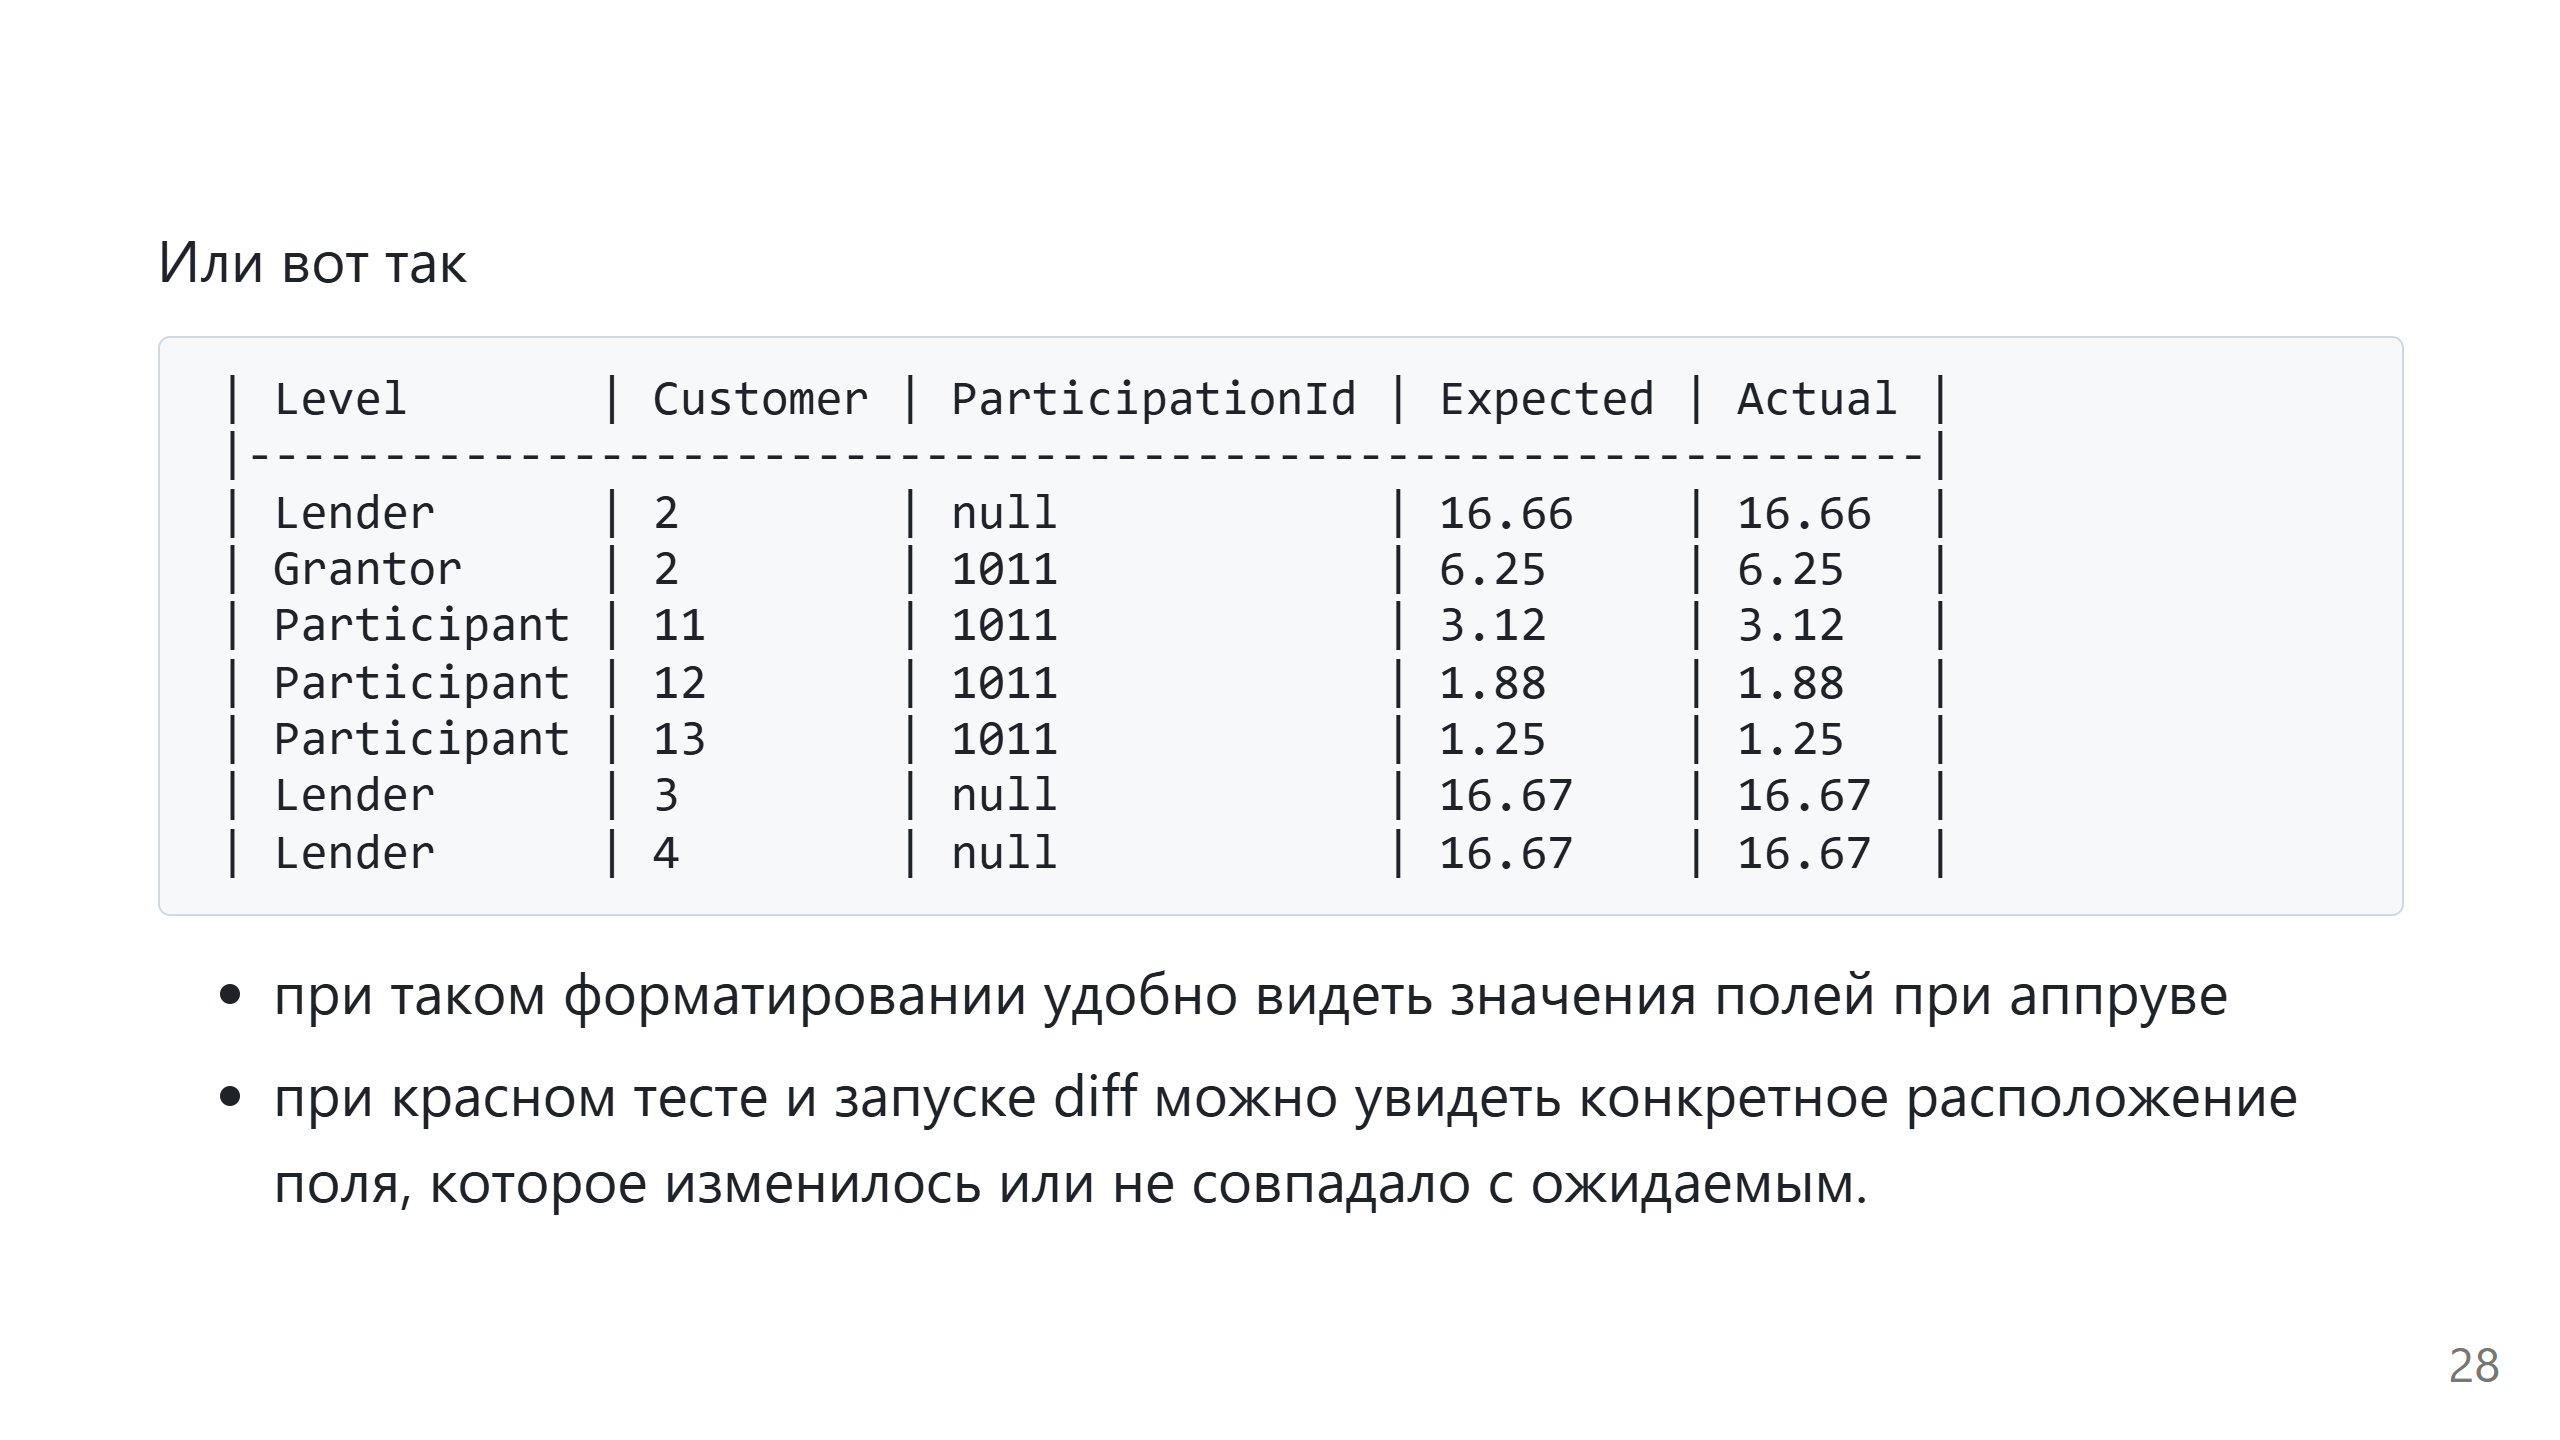 Или вот так
| Level       | Customer | ParticipationId | Expected | Actual |
|--------------------------------------------------------------|
| Lender      | 2        | null            | 16.66    | 16.66  |
| Grantor     | 2        | 1011            | 6.25     | 6.25   |
| Participant | 11       | 1011            | 3.12     | 3.12   |
| Participant | 12       | 1011            | 1.88     | 1.88   |
| Participant | 13       | 1011            | 1.25     | 1.25   |
| Lender      | 3        | null            | 16.67    | 16.67  |
| Lender      | 4        | null            | 16.67    | 16.67  |
• при таком форматировании удобно видеть значения полей при аппруве
• при красном тесте и запуске diff можно увидеть конкретное расположение
поля, которое изменилось или не совпадало с ожидаемым.
28